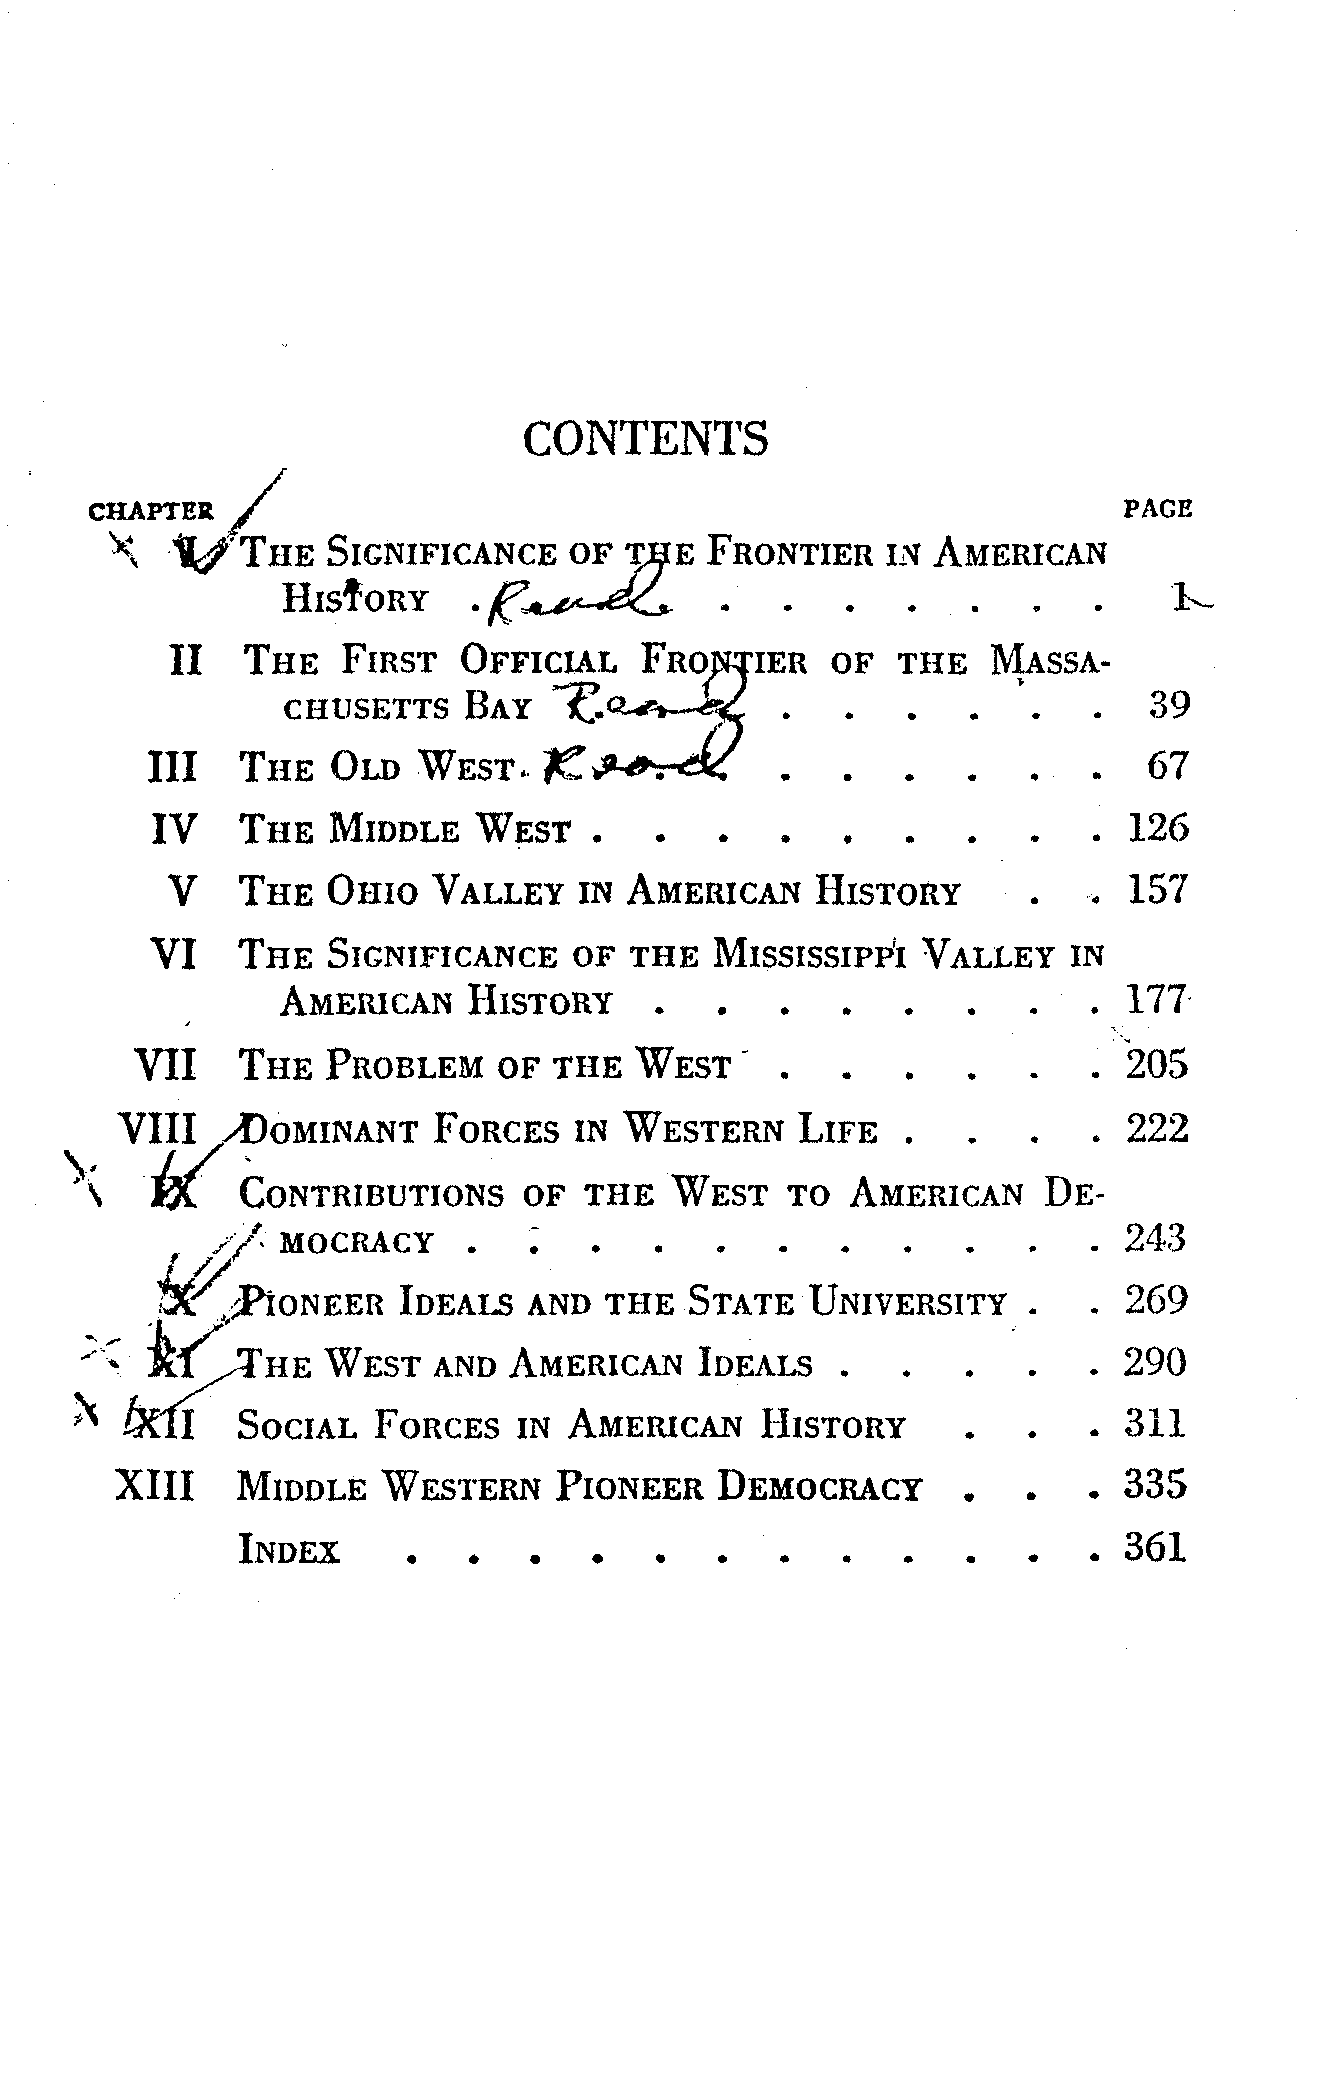 CONTENTS
CHAPTER PAGE
I THE SIGNIFICANCE OF THE FRONTIER IN AMERICAN
HISTORY . Read . . . . . . . 1
II THE FIRST OFFICIAL FRONTIER OF THE MASSA-
CHUSETTS BAY Read . . . . . . 39
III THE OLD WEST. Read . . . . . . 67
IV THE MIDDLE WEST . . . . . . . . . 126
V THE OHIO VALLEY IN AMERICAN HISTORY . . 157
VI THE SIGNIFICANCE OF THE MISSISSIPPI VALLEY IN
AMERICAN HISTORY . . . . . . . . 177
VII THE PROBLEM OF THE WEST . . . . . . 205
VIII DOMINANT FORCES IN WESTERN LIFE . . . . 222
IX CONTRIBUTIONS OF THE WEST TO AMERICAN DE-
MOCRACY . . . . . . . . . . . 243
X PIONEER IDEALS AND THE STATE UNIVERSITY . . 269
XI THE WEST AND AMERICAN IDEALS . . . . . 290
XII SOCIAL FORCES IN AMERICAN HISTORY . . . 311
XIII MIDDLE WESTERN PIONEER DEMOCRACY . . . 335
INDEX . . . . . . . . . . . . 361